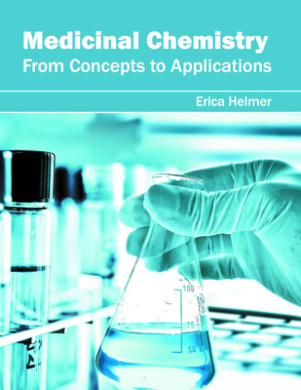 Medicinal Chemistry
From Concepts to Applications
Erica Helmer
100
75
50